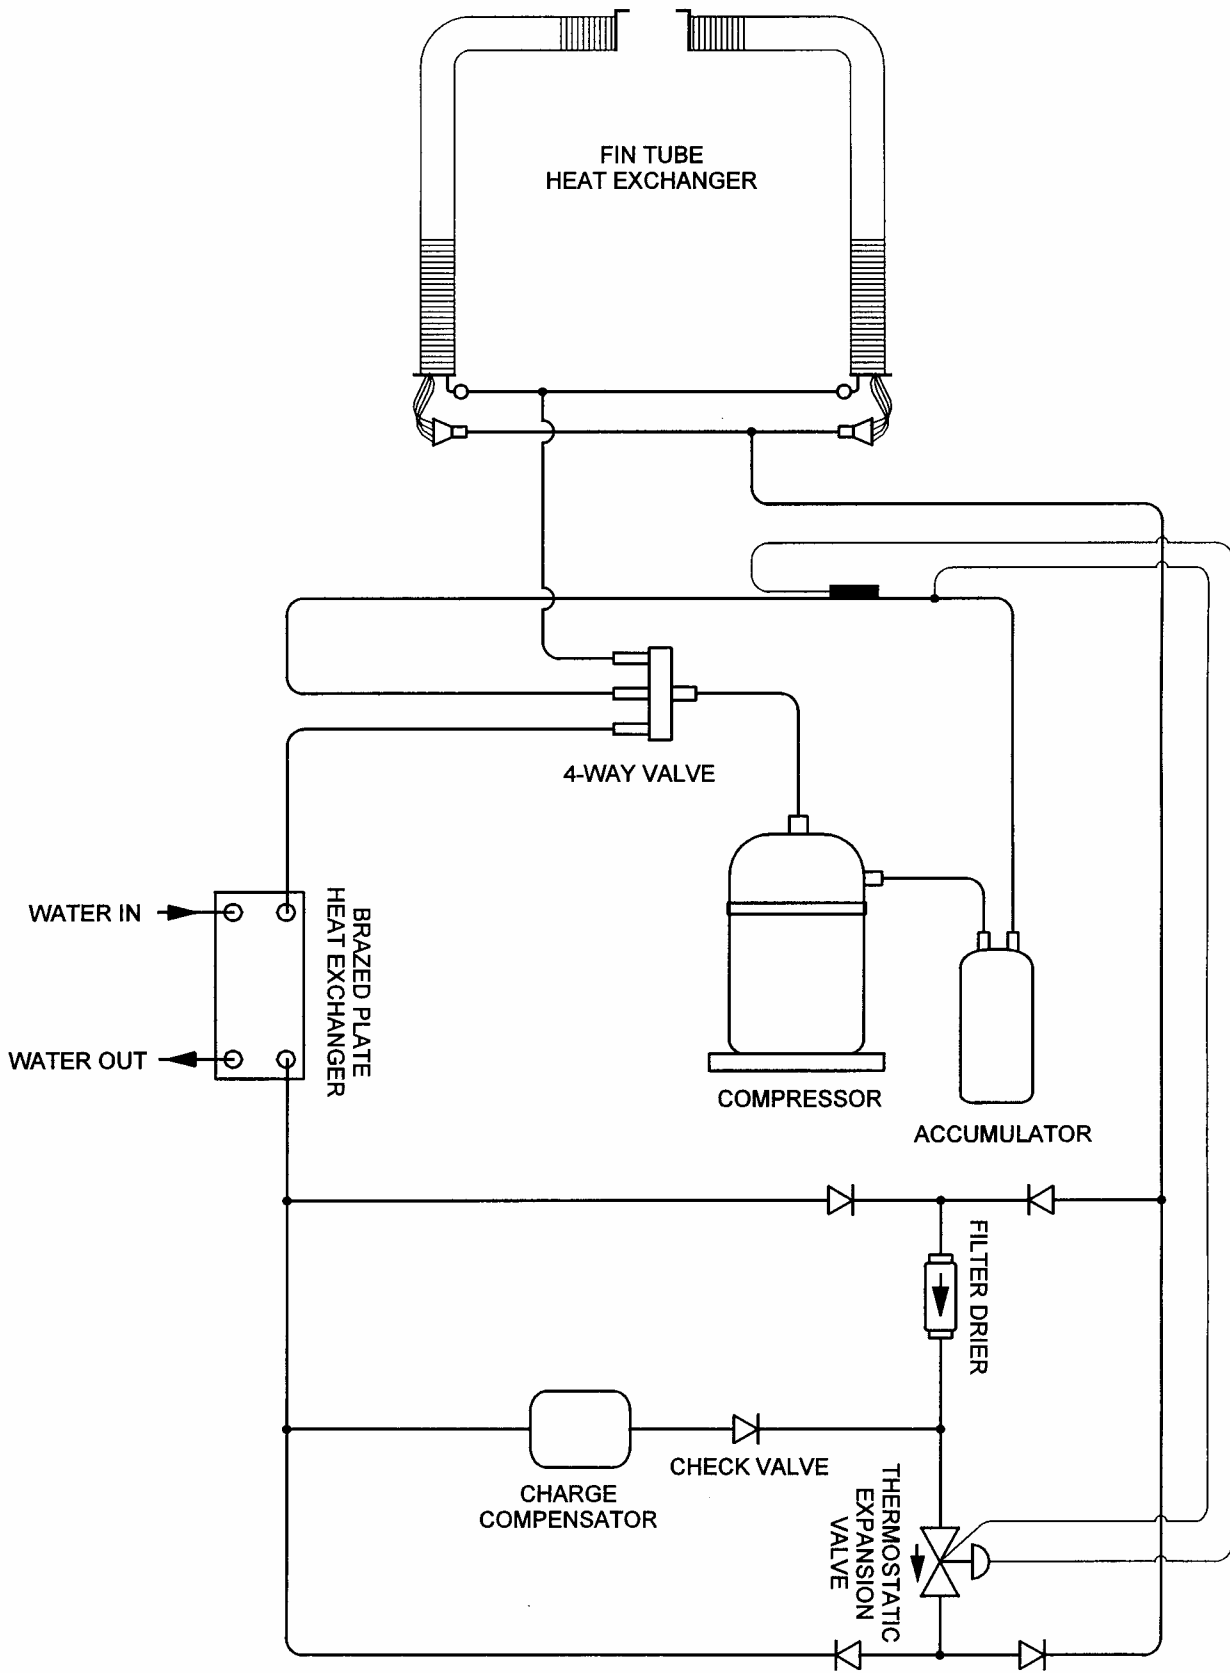 FIN TUBE
HEAT EXCHANGER
4-WAY VALVE
WATER IN
BRAZED PLATE
HEAT EXCHANGER
WATER OUT
COMPRESSOR
ACCUMULATOR
FILTER DRIER
CHECK VALVE
CHARGE
COMPENSATOR
THERMOSTATIC
EXPANSION
VALVE